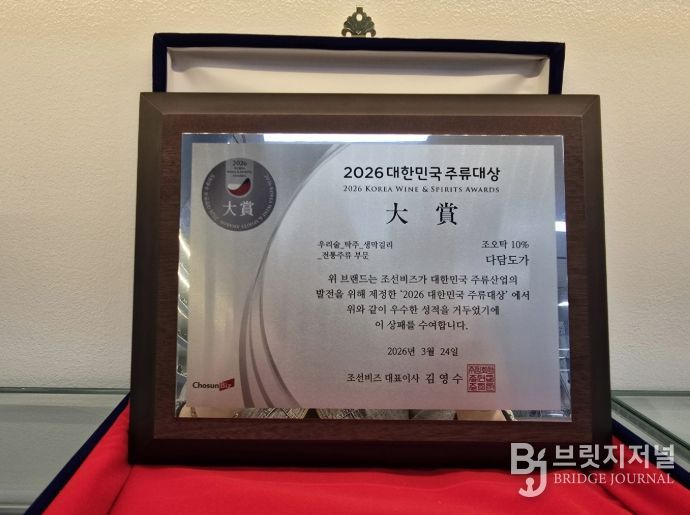 2026
KOREA
WINE & SPIRITS
AWARDS
大賞
2026 대한민국 주류대상
2026 KOREA WINE & SPIRITS AWARDS
大賞
우리술_탁주_생막걸리
_전통주류 부문
조오탁 10%
다담도가
위 브랜드는 조선비즈가 대한민국 주류산업의
발전을 위해 제정한 '2026 대한민국 주류대상' 에서
위와 같이 우수한 성적을 거두었기에
이 상패를 수여합니다.
2026년 3월 24일
조선비즈 대표이사 김영수
ChosunBiz
BJ 브릿지저널
BRIDGE JOURNAL